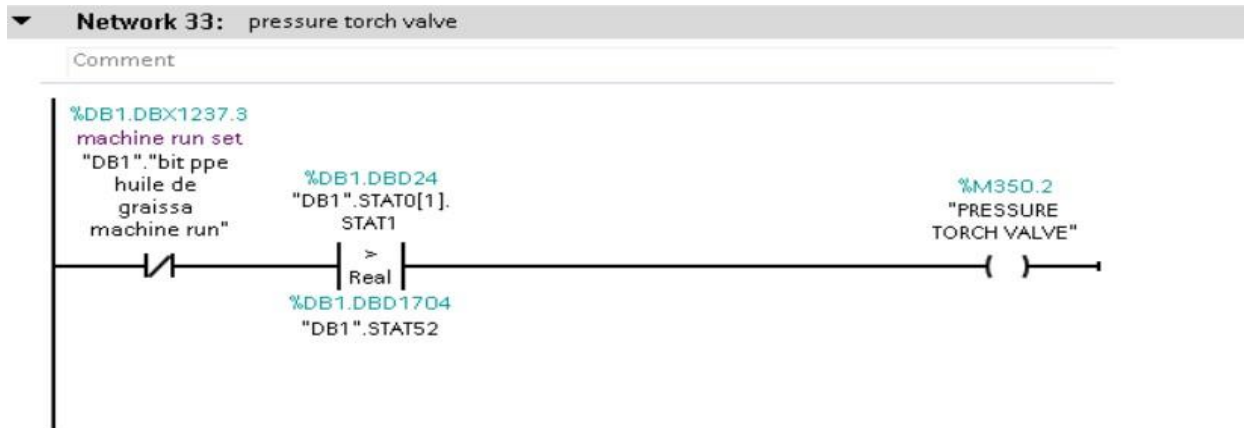 Network 33: pressure torch valve
Comment
%DB1.DBX1237.3
machine run set
"DB1"."bit ppe
huile de
graissa
machine run"
%DB1.DBD24
"DB1".STAT0[1].
STAT1
>
Real
%DB1.DBD1704
"DB1".STAT52
%M350.2
"PRESSURE
TORCH VALVE"